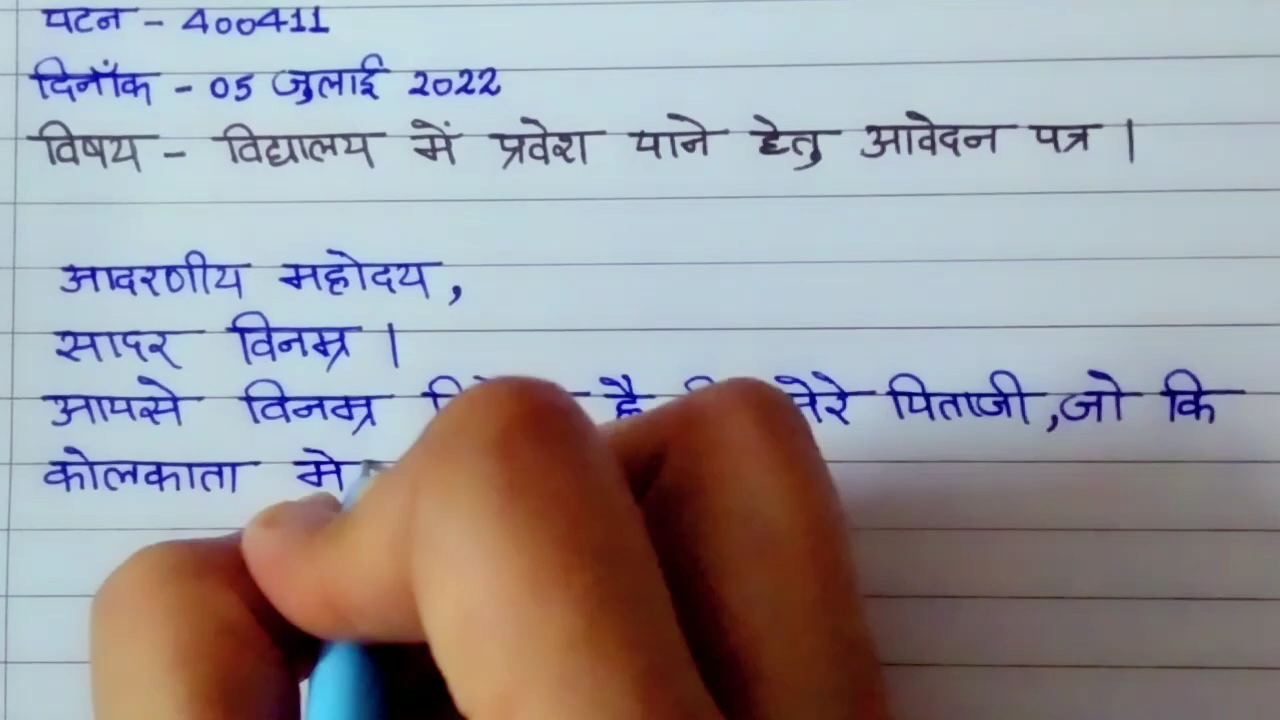 पटन - 400411
दिनाँक - 05 जुलाई 2022
विषय - विद्यालय में प्रवेश पाने हेतु आवेदन पत्र |
आदरणीय महोदय,
सादर विनम्र |
आपसे विनम्र है पिताजी,जो कि
कोलकाता मे